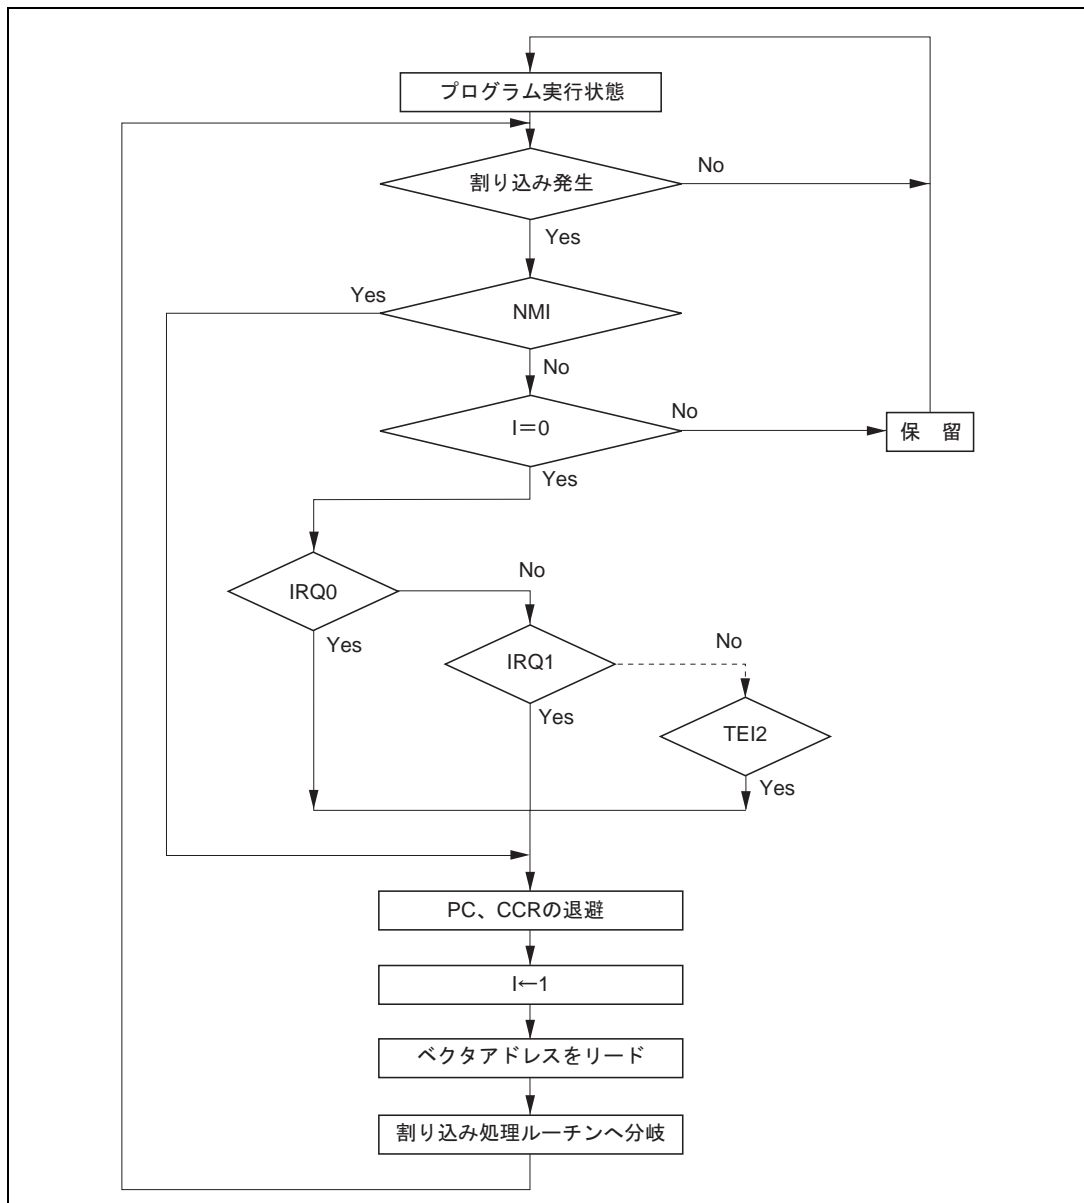 プログラム実行状態
割り込み発生
No
Yes
Yes
NMI
No
I=0
No
保　留
Yes
IRQ0
No
Yes
IRQ1
No
Yes
TEI2
Yes
PC、CCRの退避
I←1
ベクタアドレスをリード
割り込み処理ルーチンへ分岐